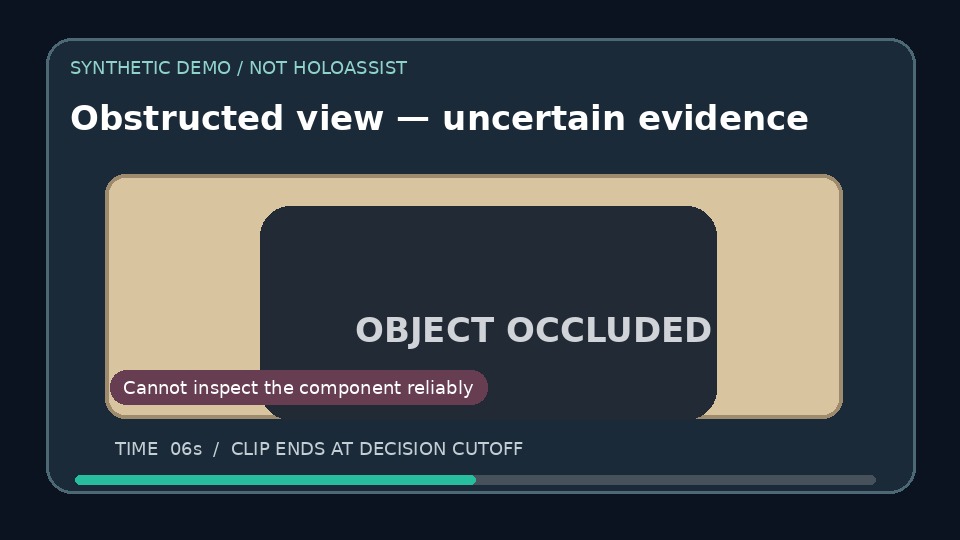 SYNTHETIC DEMO / NOT HOLOASSIST
Obstructed view — uncertain evidence
OBJECT OCCLUDED
Cannot inspect the component reliably
TIME 06s / CLIP ENDS AT DECISION CUTOFF